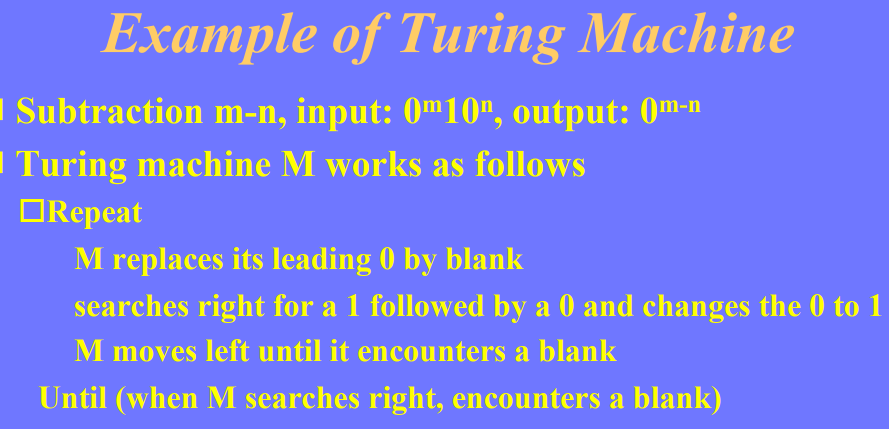 Example of Turing Machine
Subtraction m-n, input: 0ᵐ10ⁿ, output: 0ᵐ⁻ⁿ
Turing machine M works as follows
Repeat
M replaces its leading 0 by blank
searches right for a 1 followed by a 0 and changes the 0 to 1
M moves left until it encounters a blank
Until (when M searches right, encounters a blank)